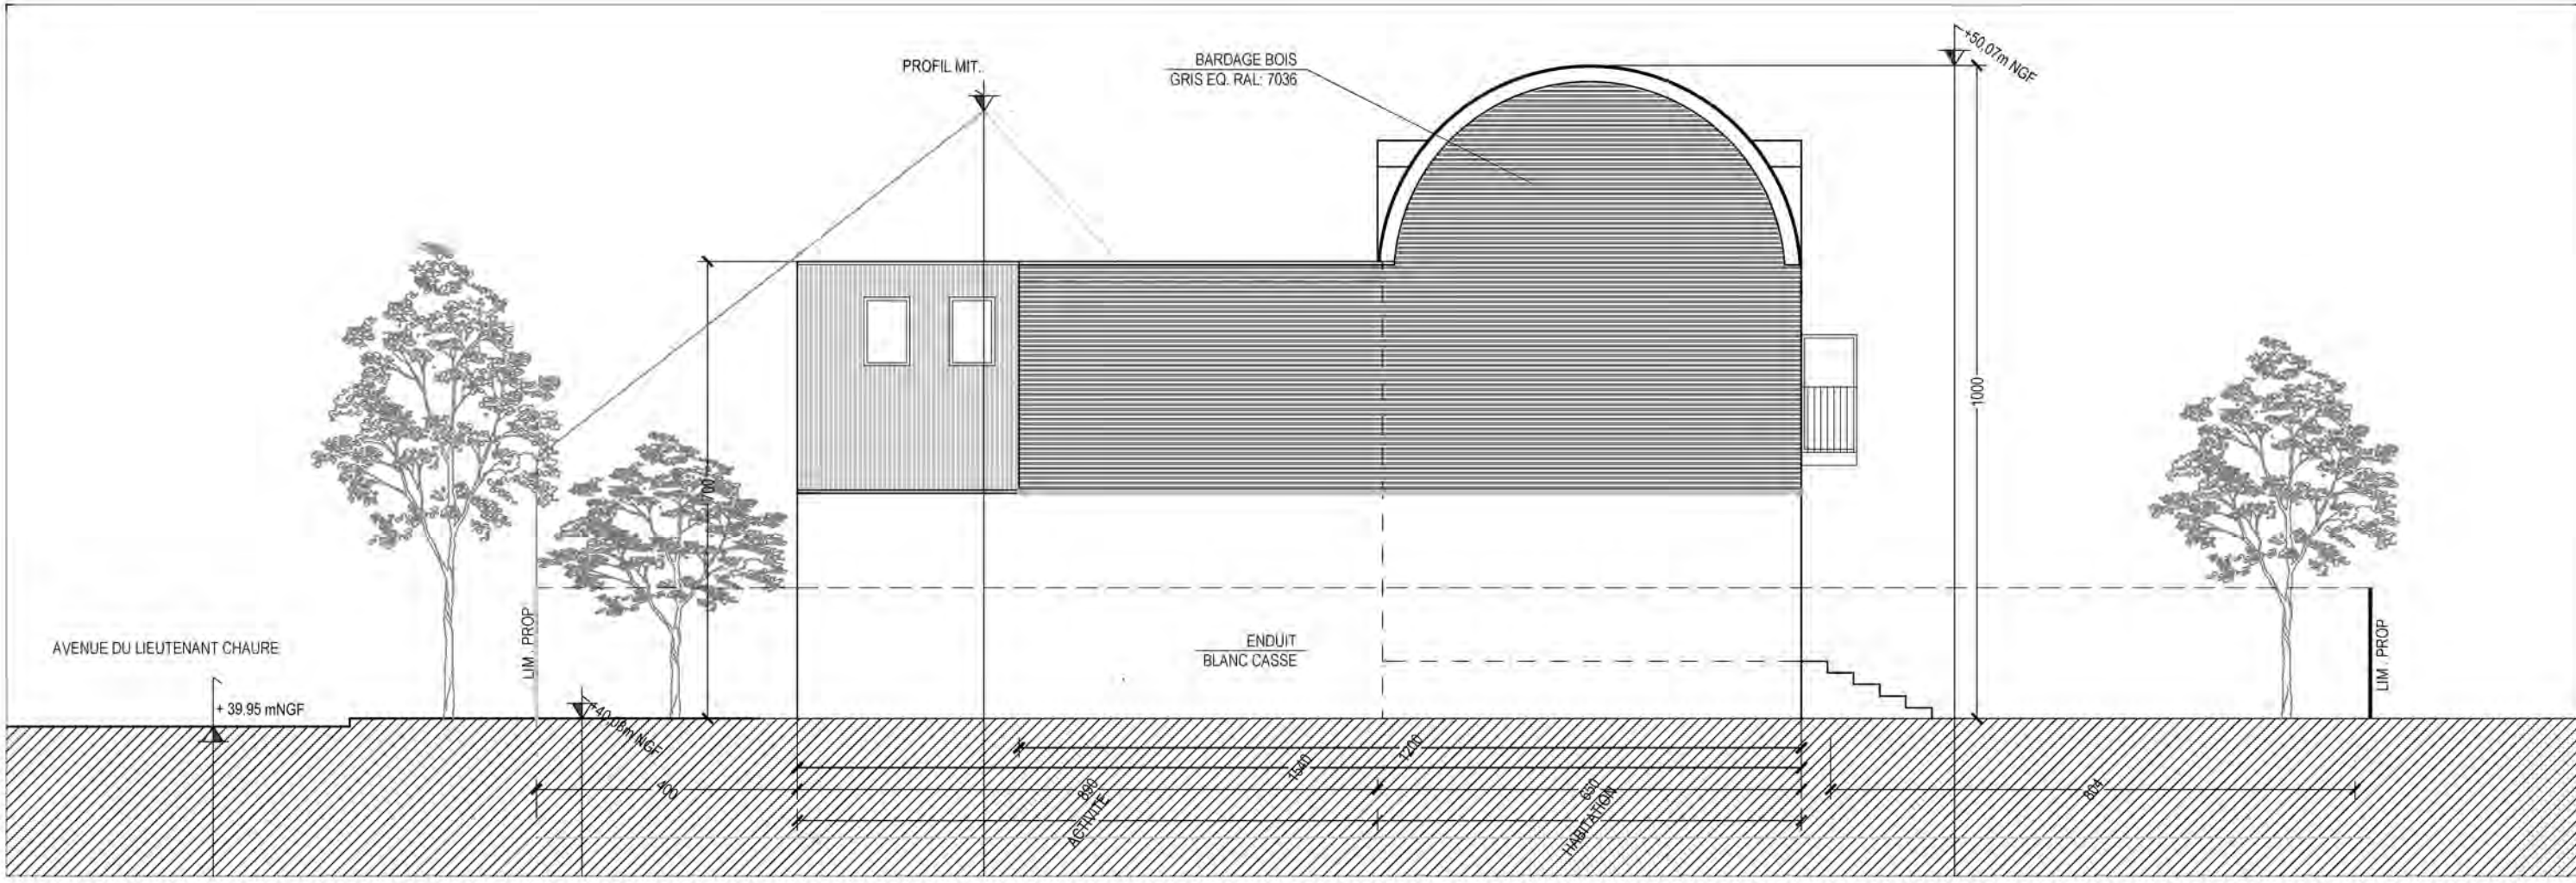 PROFIL MIT.
BARDAGE BOIS
GRIS EQ. RAL: 7036
+50,07m NGF
1000
700
AVENUE DU LIEUTENANT CHAURE
+ 39.95 mNGF
LIM . PROP
+40,08m NGF
ENDUIT
BLANC CASSE
LIM . PROP
1200
1540
400
890
ACTIVITE
650
HABITATION
804